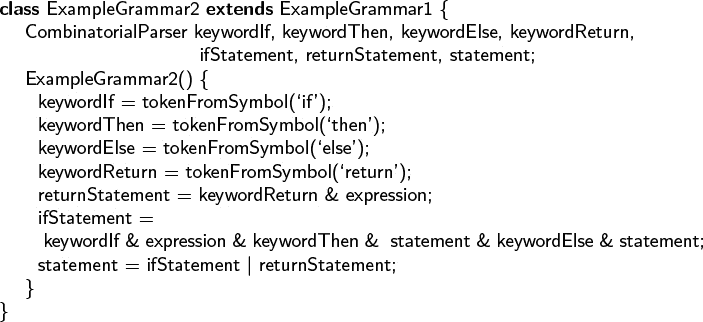 class ExampleGrammar2 extends ExampleGrammar1 {
CombinatorialParser keywordIf, keywordThen, keywordElse, keywordReturn,
ifStatement, returnStatement, statement;
ExampleGrammar2() {
keywordIf = tokenFromSymbol(‘if’);
keywordThen = tokenFromSymbol(‘then’);
keywordElse = tokenFromSymbol(‘else’);
keywordReturn = tokenFromSymbol(‘return’);
returnStatement = keywordReturn & expression;
ifStatement =
keywordIf & expression & keywordThen & statement & keywordElse & statement;
statement = ifStatement | returnStatement;
}
}